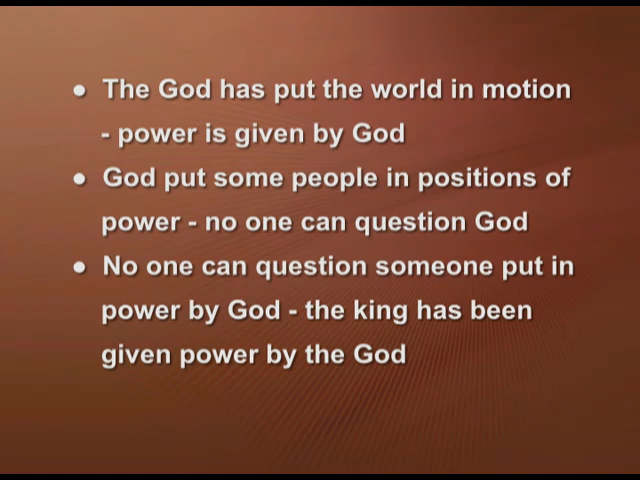 ● The God has put the world in motion
- power is given by God
● God put some people in positions of
power - no one can question God
● No one can question someone put in
power by God - the king has been
given power by the God